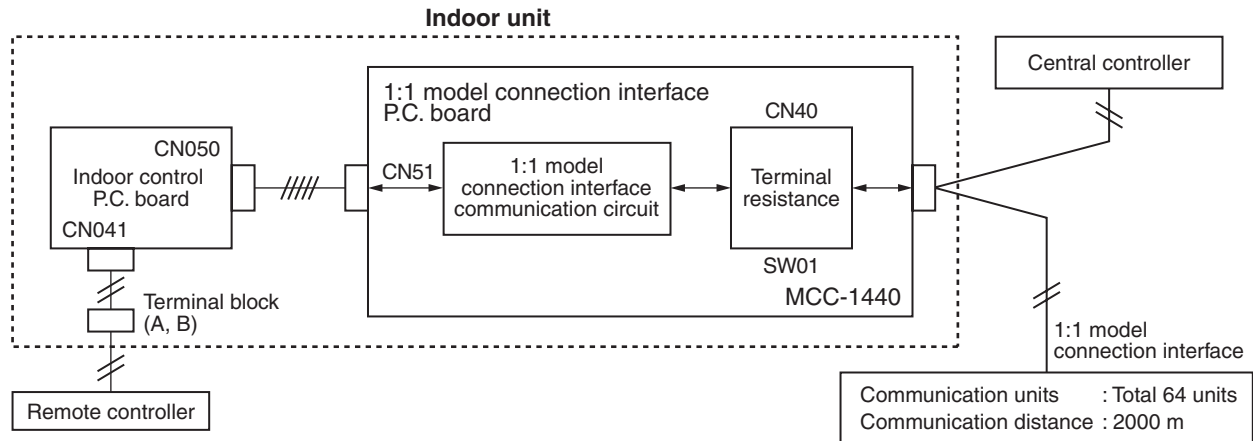 Indoor unit
Central controller
1:1 model connection interface
P.C. board
CN40
CN050
Indoor control
P.C. board
CN041
CN51
1:1 model
connection interface
communication circuit
Terminal
resistance
SW01
MCC-1440
Terminal block
(A, B)
Remote controller
1:1 model
connection interface
Communication units : Total 64 units
Communication distance : 2000 m